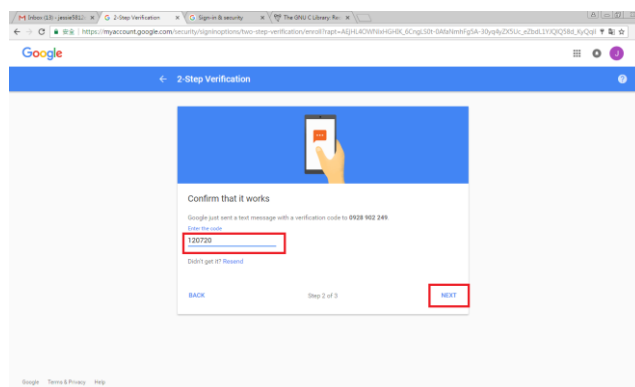 Inbox (10) - jessie581
2-Step Verification
Sign-in & security
The GNU C Library: Re
https://myaccount.google.com/security/signinoptions/two-step-verification/enroll
Google
J
2-Step Verification
Confirm that it works
Google just sent a text message with a verification code to 0928 902 249.
Enter the code
120720
Didn't get it? Resend
BACK
Step 2 of 3
NEXT
Google Terms & Privacy Help